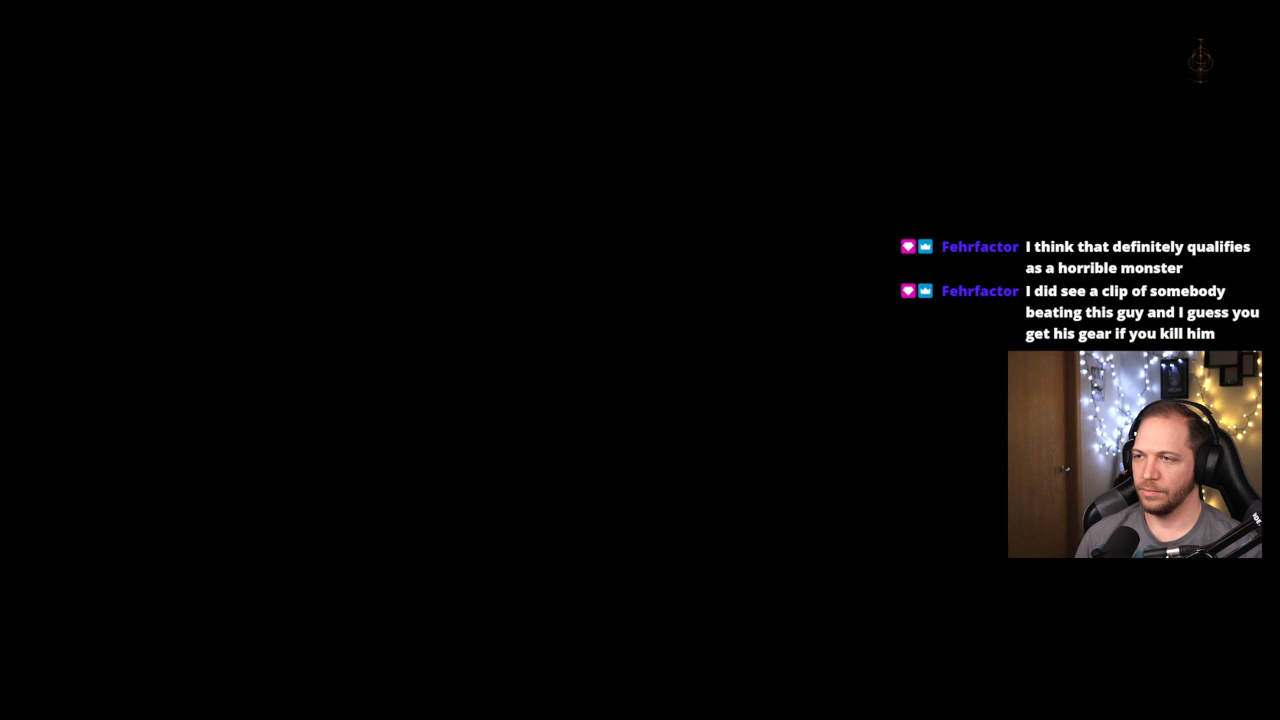 Fehrfactor I think that definitely qualifies
as a horrible monster
Fehrfactor I did see a clip of somebody
beating this guy and I guess you
get his gear if you kill him